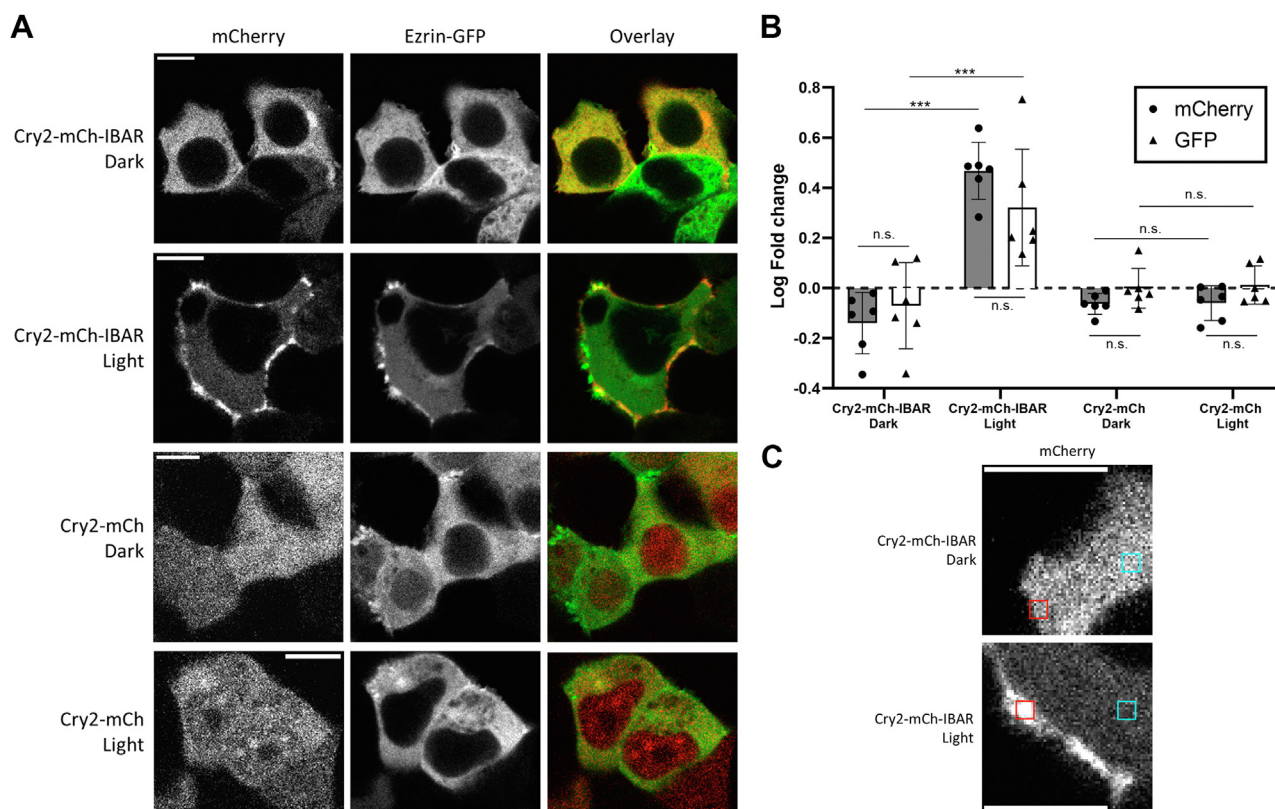 A
mCherry
Ezrin-GFP
Overlay
Cry2-mCh-IBAR
Dark
Cry2-mCh-IBAR
Light
Cry2-mCh
Dark
Cry2-mCh
Light
B
Log Fold change
0.8
0.6
0.4
0.2
0.0
-0.2
-0.4
***
***
n.s.
n.s.
n.s.
n.s.
n.s.
n.s.
mCherry
GFP
Cry2-mCh-IBAR
Dark
Cry2-mCh-IBAR
Light
Cry2-mCh
Dark
Cry2-mCh
Light
C
mCherry
Cry2-mCh-IBAR
Dark
Cry2-mCh-IBAR
Light